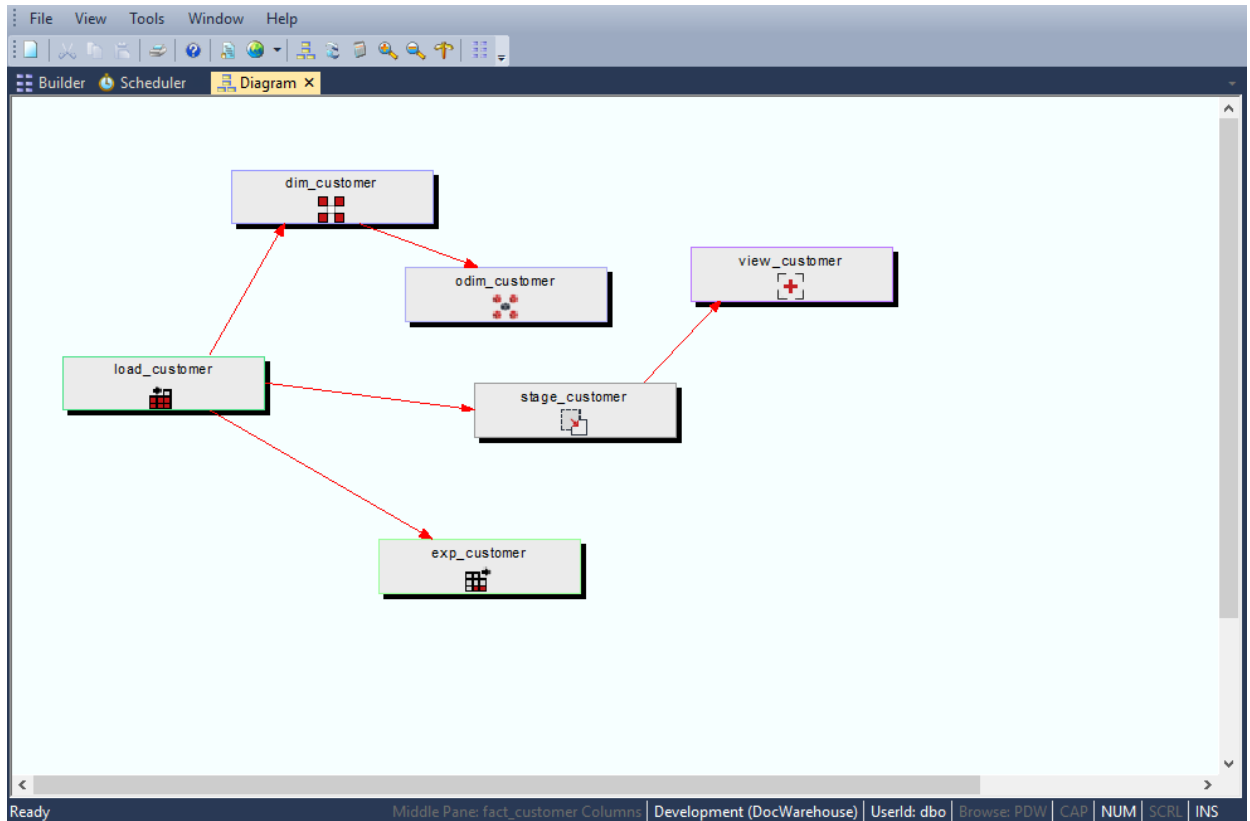 File View Tools Window Help
Builder Scheduler Diagram
dim_customer
odim_customer
view_customer
load_customer
stage_customer
exp_customer
Ready Middle Pane: fact_customer Columns Development (DocWarehouse) UserId: dbo Browse: PDW CAP NUM SCRL INS